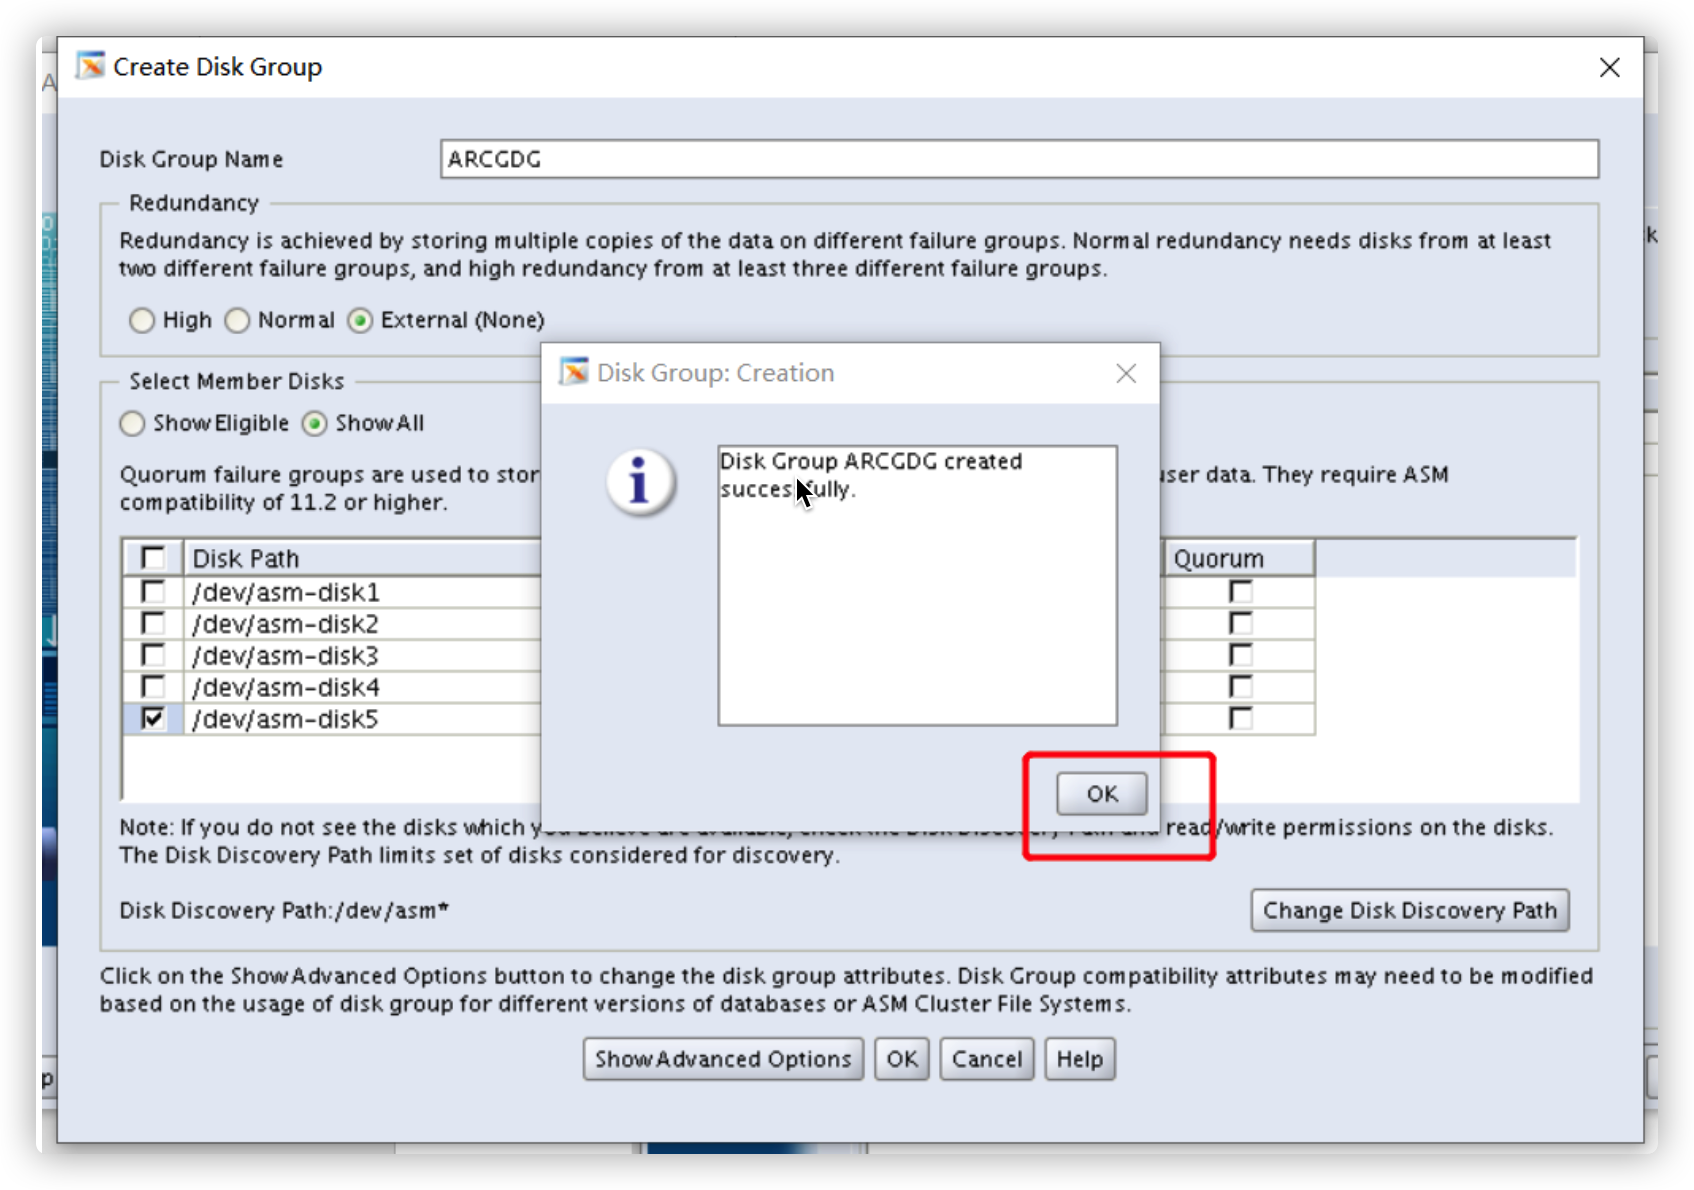 Create Disk Group
Disk Group Name ARCGDG
Redundancy
Redundancy is achieved by storing multiple copies of the data on different failure groups. Normal redundancy needs disks from at least
two different failure groups, and high redundancy from at least three different failure groups.
High Normal External (None)
Select Member Disks
Show Eligible Show All
Quorum failure groups are used to stor
user data. They require ASM
compatibility of 11.2 or higher.
Disk Path
Quorum
/dev/asm-disk1
/dev/asm-disk2
/dev/asm-disk3
/dev/asm-disk4
/dev/asm-disk5
Disk Group: Creation
Disk Group ARCGDG created
successfully.
OK
Note: If you do not see the disks which
read/write permissions on the disks.
The Disk Discovery Path limits set of disks considered for discovery.
Disk Discovery Path:/dev/asm*
Change Disk Discovery Path
Click on the Show Advanced Options button to change the disk group attributes. Disk Group compatibility attributes may need to be modified
based on the usage of disk group for different versions of databases or ASM Cluster File Systems.
Show Advanced Options OK Cancel Help